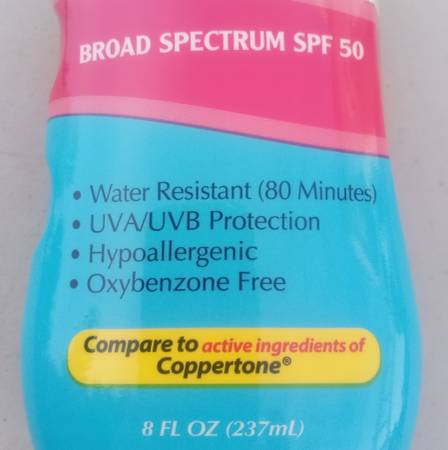 BROAD SPECTRUM SPF 50
• Water Resistant (80 Minutes)
• UVA/UVB Protection
• Hypoallergenic
• Oxybenzone Free
Compare to active ingredients of
Coppertone®
8 FL OZ (237mL)